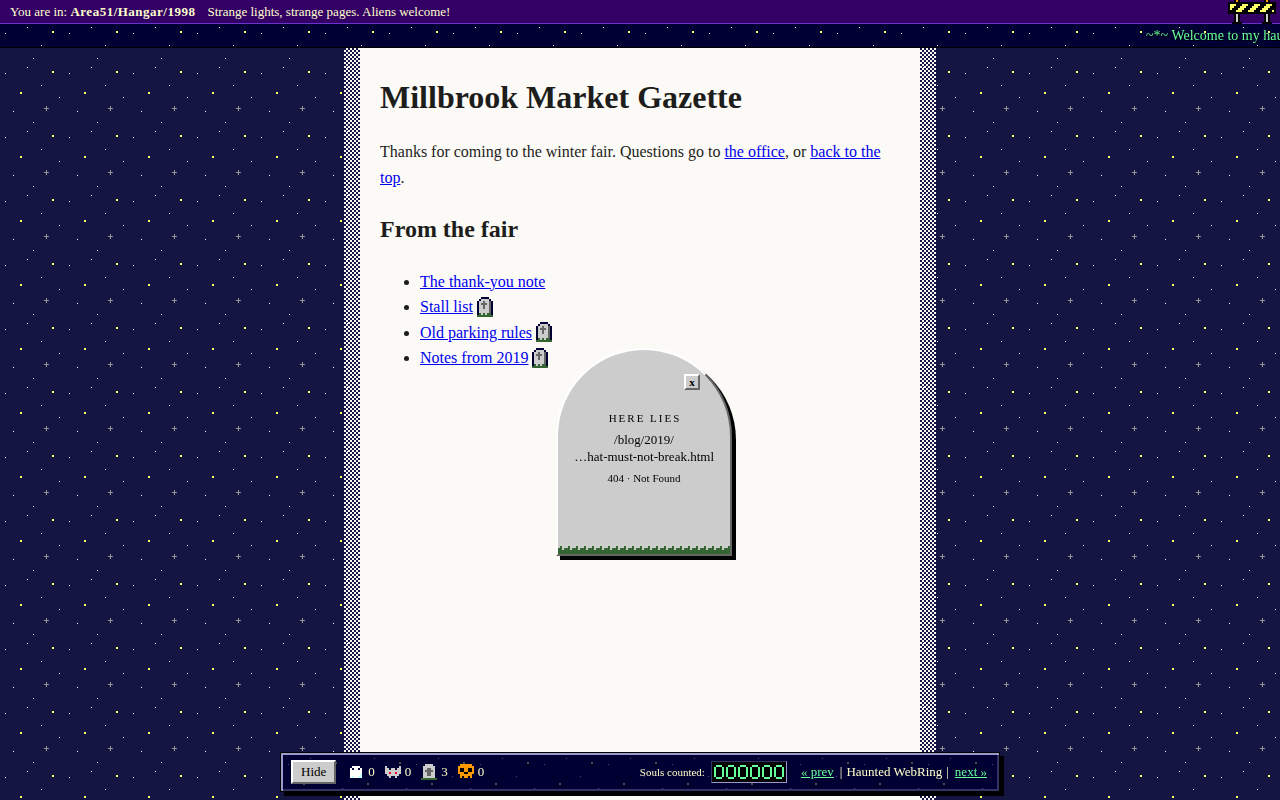 You are in: Area51/Hangar/1998 Strange lights, strange pages. Aliens welcome!
~*~ Welcome to my
Millbrook Market Gazette
Thanks for coming to the winter fair. Questions go to the office, or back to the
top.
From the fair
The thank-you note
Stall list
Old parking rules
Notes from 2019
x
HERE LIES
/blog/2019/
…hat-must-not-break.html
404 · Not Found
Hide 0 0 3 0 Souls counted: 000000 « prev | Haunted WebRing | next »